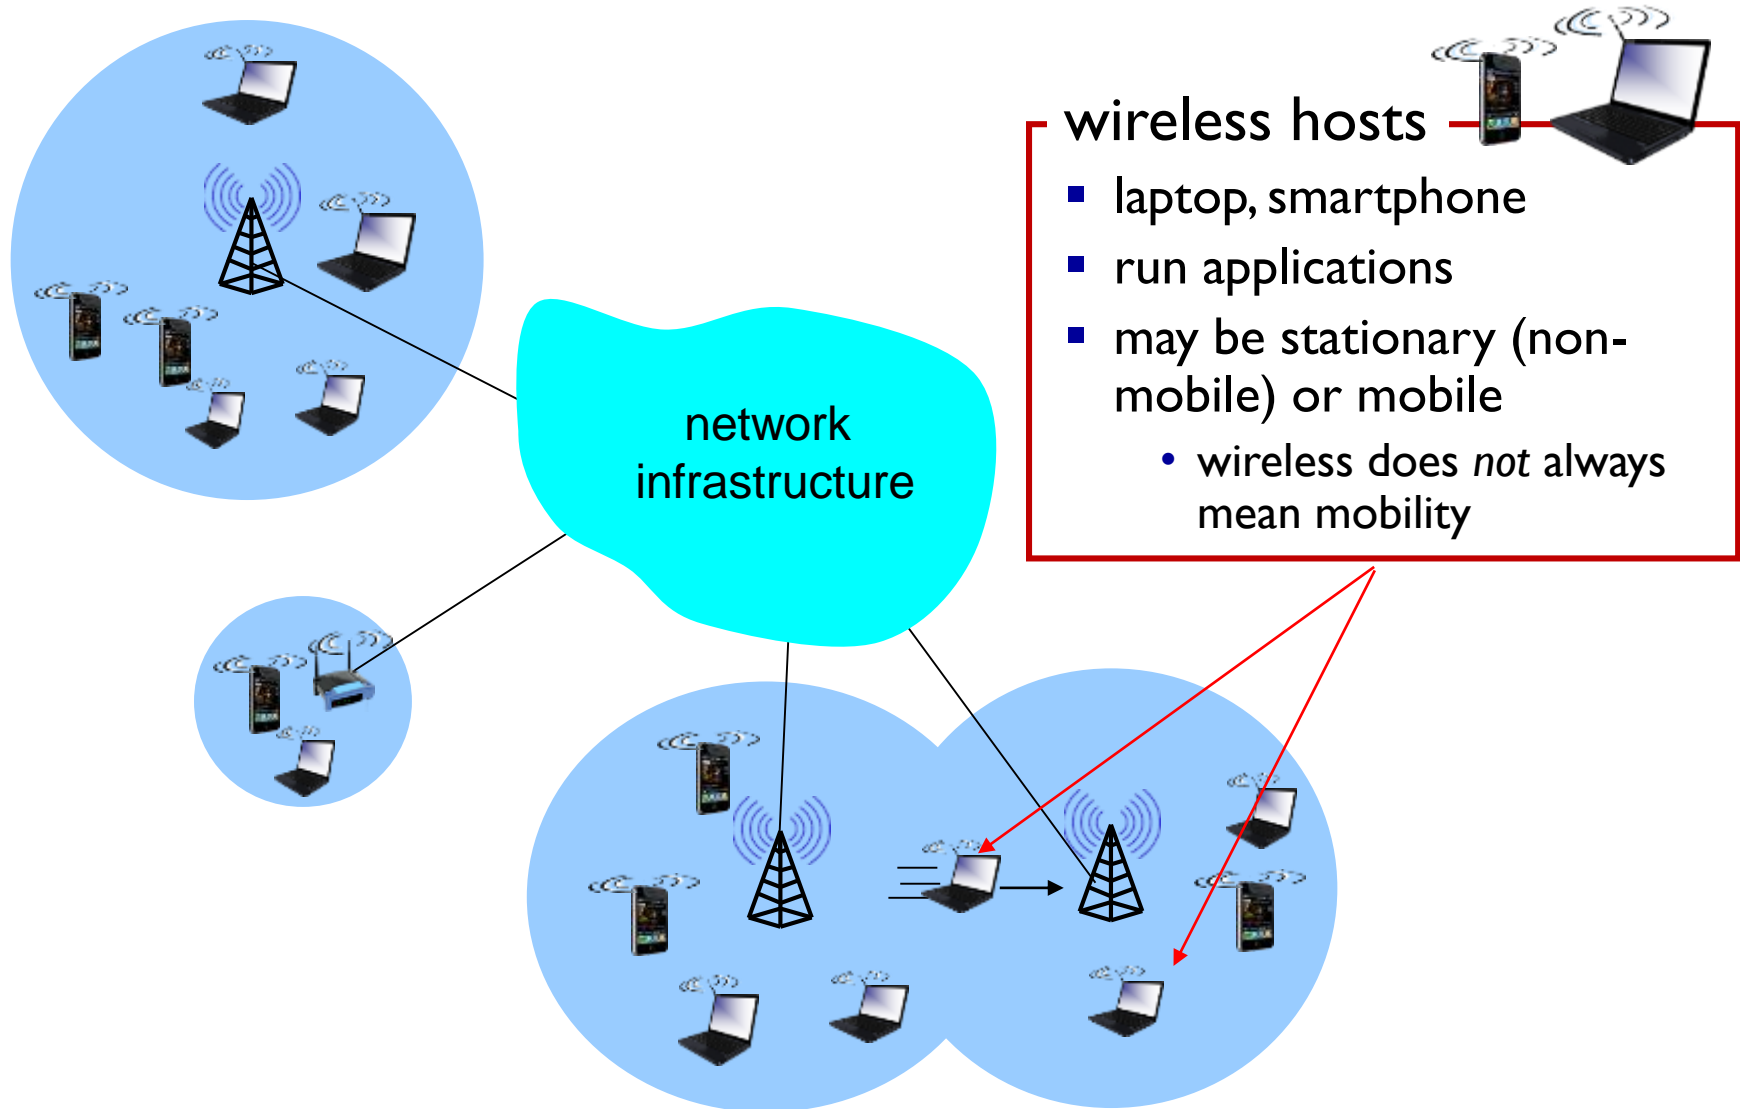 wireless hosts
▪ laptop, smartphone
▪ run applications
▪ may be stationary (non-
mobile) or mobile
• wireless does not always
mean mobility
network
infrastructure